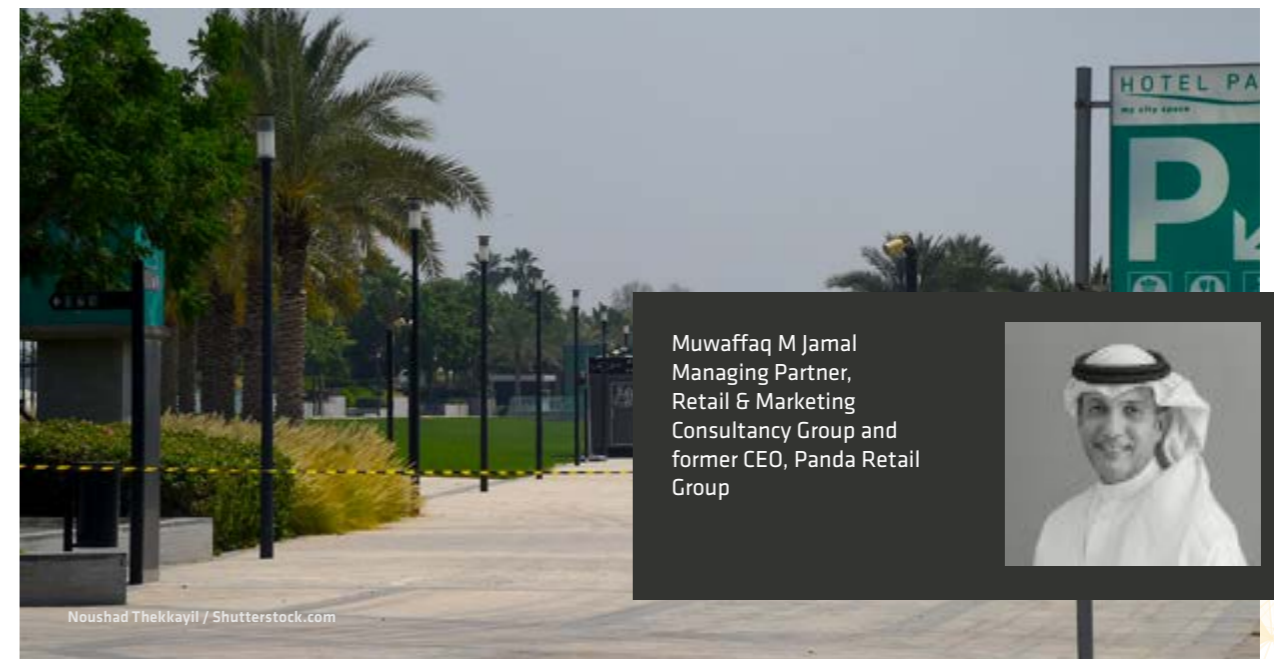 HOTEL PA
my city space
P
Muwaffaq M Jamal
Managing Partner,
Retail & Marketing
Consultancy Group and
former CEO, Panda Retail
Group
Noushad Thekkayil / Shutterstock.com